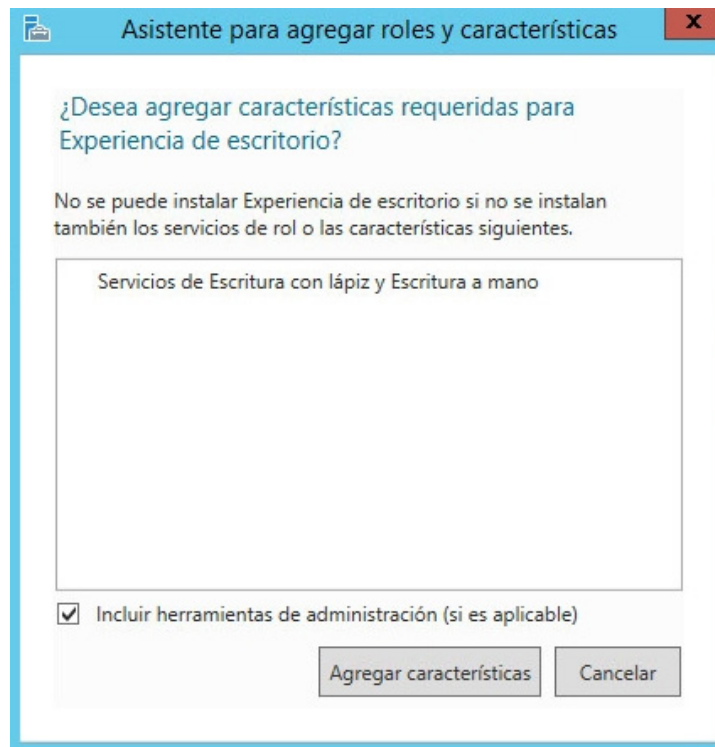 Asistente para agregar roles y características
x
¿Desea agregar características requeridas para
Experiencia de escritorio?
No se puede instalar Experiencia de escritorio si no se instalan
también los servicios de rol o las características siguientes.
Servicios de Escritura con lápiz y Escritura a mano
Incluir herramientas de administración (si es aplicable)
Agregar características
Cancelar